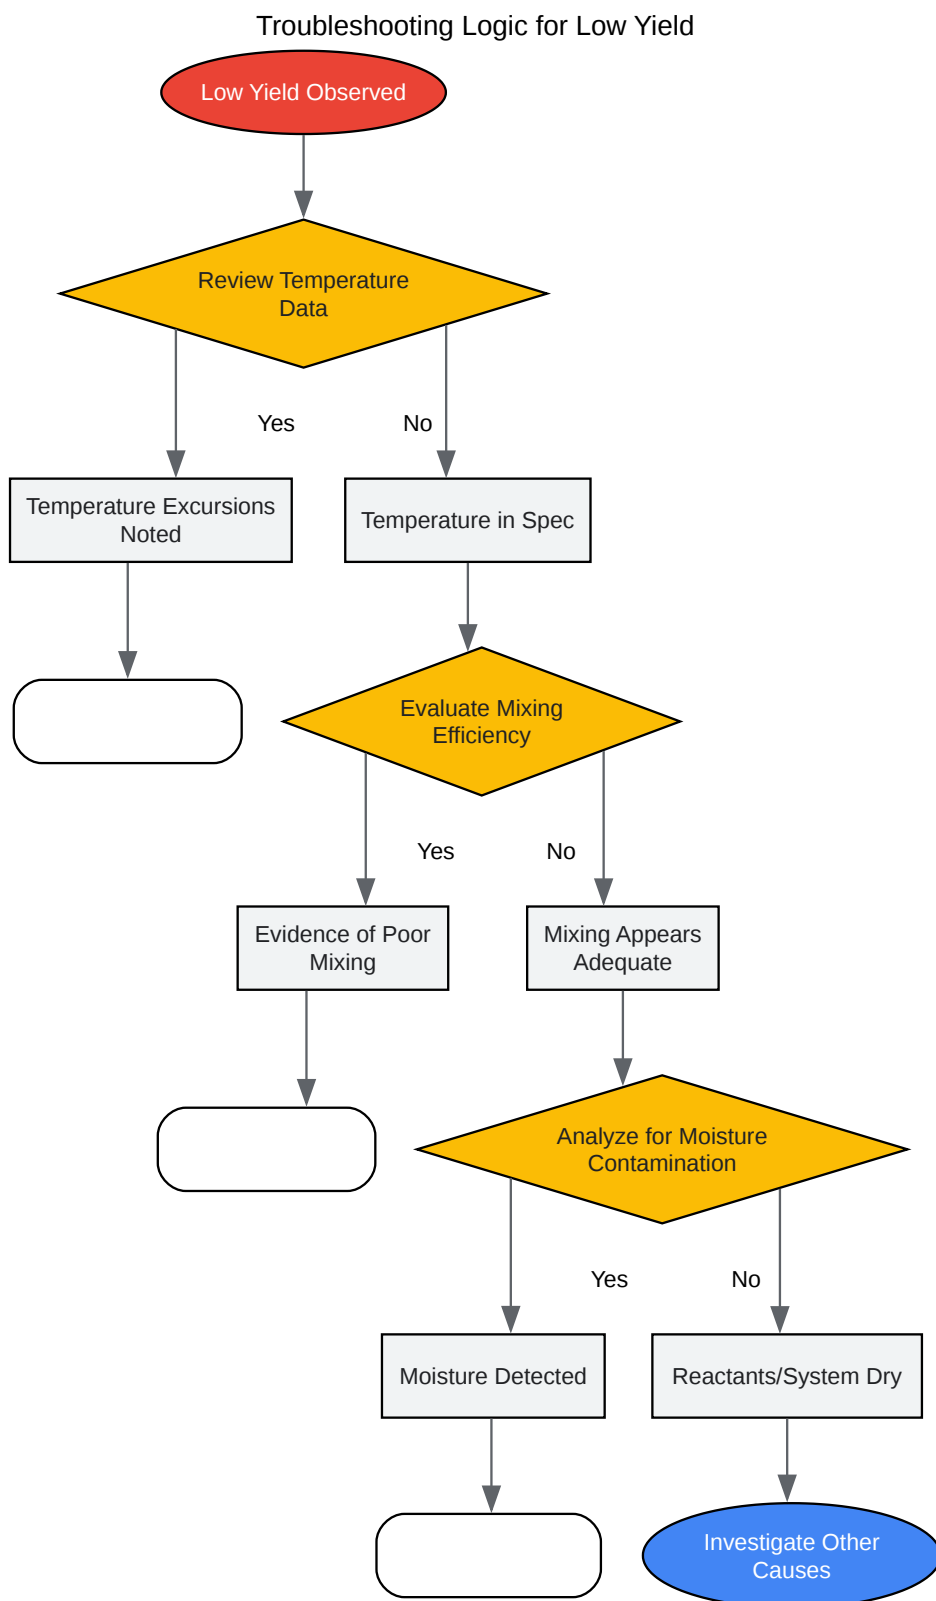 Troubleshooting Logic for Low Yield
Low Yield Observed
Review Temperature
Data
Yes
No
Temperature Excursions
Noted
Temperature in Spec
Evaluate Mixing
Efficiency
Yes
No
Evidence of Poor
Mixing
Mixing Appears
Adequate
Analyze for Moisture
Contamination
Yes
No
Moisture Detected
Reactants/System Dry
Investigate Other
Causes